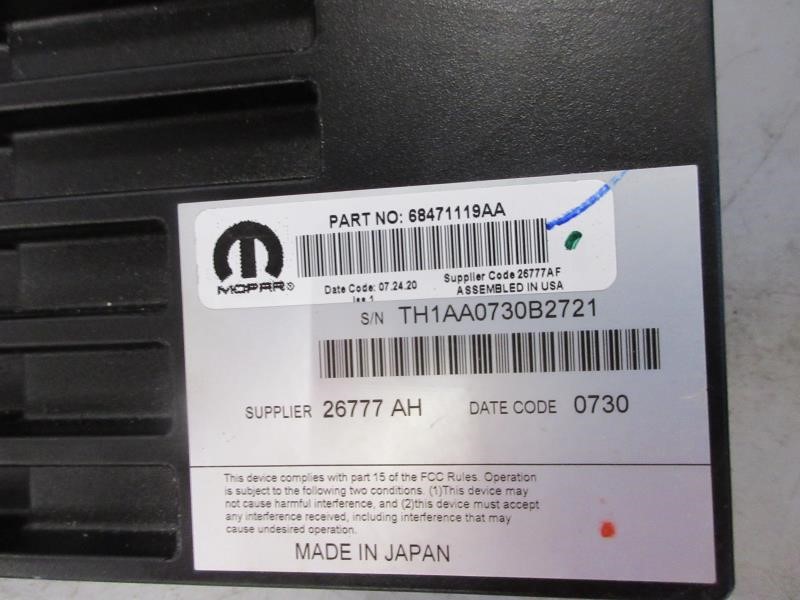 PART NO: 68471119AA
MOPAR®
Date Code: 07.24.20
Supplier Code 26777AF
Iss 1
ASSEMBLED IN USA
S/N TH1AA0730B2721
SUPPLIER 26777 AH DATE CODE 0730
This device complies with part 15 of the FCC Rules. Operation
is subject to the following two conditions. (1)This device may
not cause harmful interference, and (2)this device must accept
any interference received, including interference that may
cause undesired operation.
MADE IN JAPAN